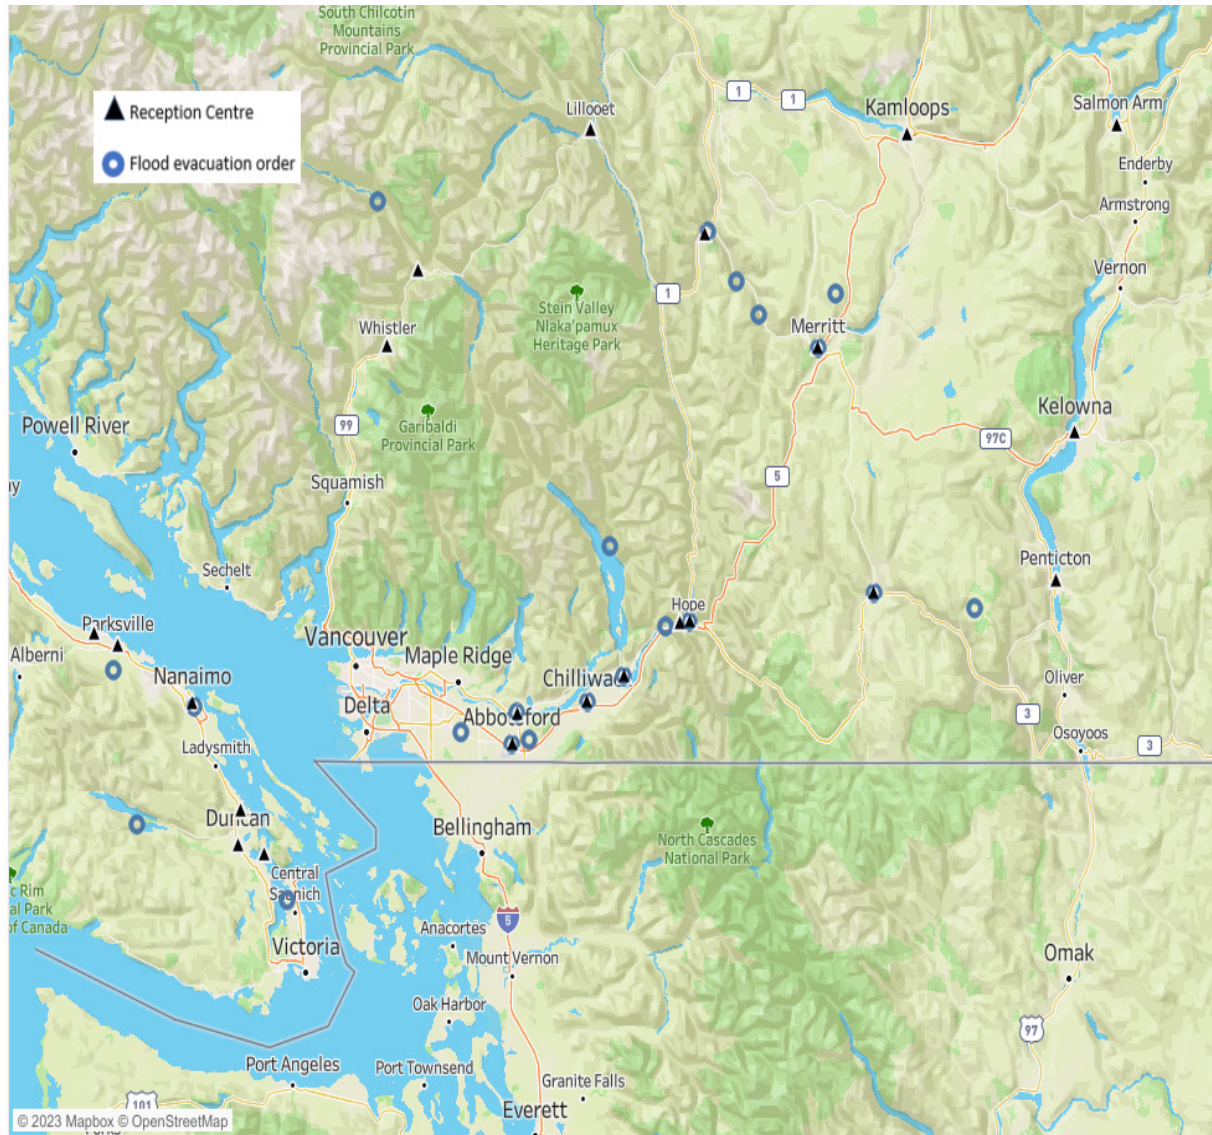 South Chilcotin
Mountains
Provincial Park
Reception Centre
Flood evacuation order
Lillooet
1
1
Kamloops
Salmon Arm
Enderby
Armstrong
Vernon
1
Stein Valley
Nlaka'pamux
Heritage Park
Whistler
Merritt
Kelowna
Powell River
99
Garibaldi
Provincial Park
97C
5
Squamish
Sechelt
Penticton
Hope
Parksville
Vancouver
Alberni
Maple Ridge
Nanaimo
Chilliwac
Oliver
Delta
Abbotsford
3
Osoyoos
3
Ladysmith
Duncan
Bellingham
North Cascades
National Park
Central
Saanich
c Rim
al Park
of Canada
5
Anacortes
Victoria
Mount Vernon
Omak
Oak Harbor
97
Port Angeles
Port Townsend
Granite Falls
101
Everett
© 2023 Mapbox © OpenStreetMap